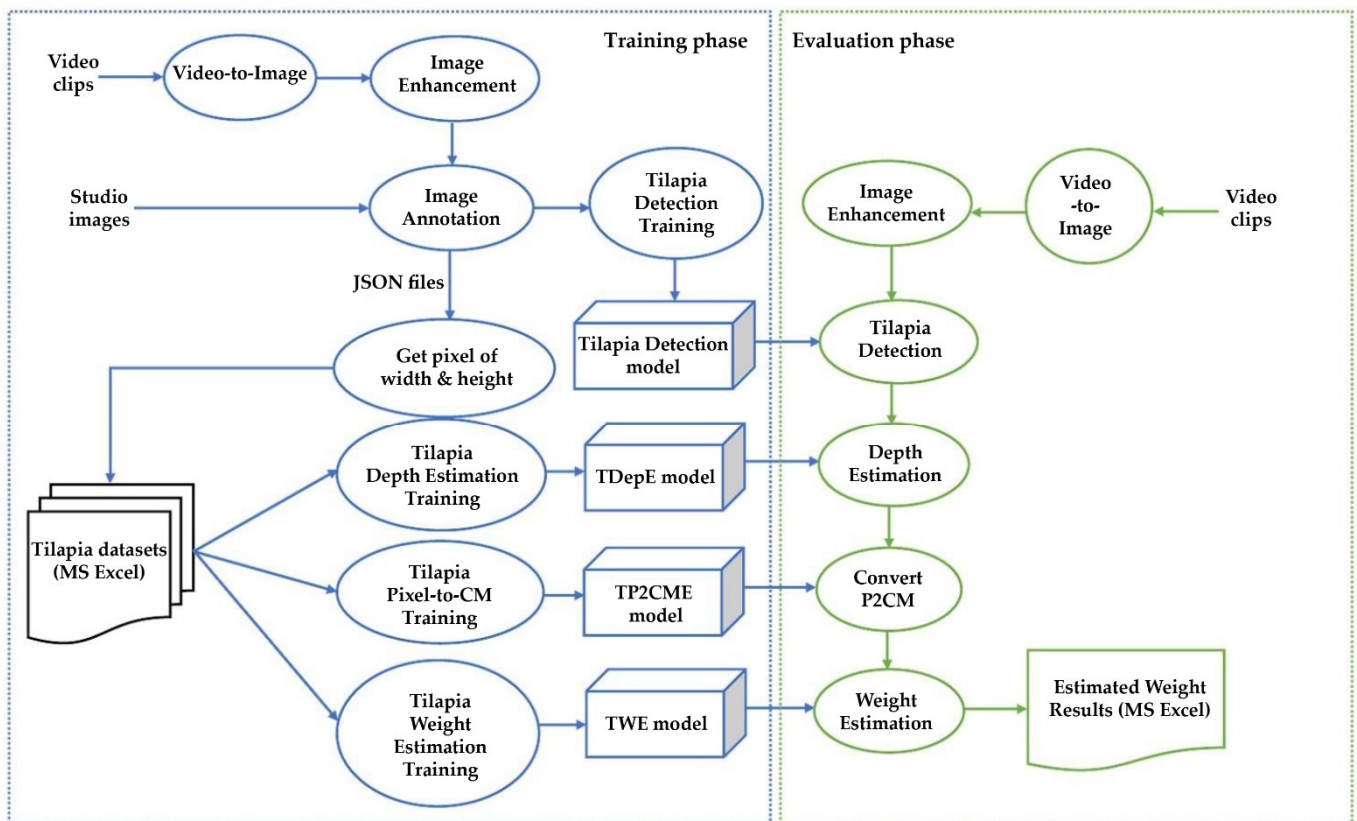 Training phase
Evaluation phase
Video
clips
Video-to-Image
Image
Enhancement
Studio
images
Image
Annotation
Tilapia
Detection
Training
JSON files
Get pixel of
width & height
Tilapia Detection
model
Tilapia datasets
(MS Excel)
Tilapia
Depth Estimation
Training
TDepE model
Tilapia
Pixel-to-CM
Training
TP2CME
model
Tilapia
Weight
Estimation
Training
TWE model
Video
clips
Video
-to-
Image
Image
Enhancement
Tilapia
Detection
Depth
Estimation
Convert
P2CM
Weight
Estimation
Estimated Weight
Results (MS Excel)